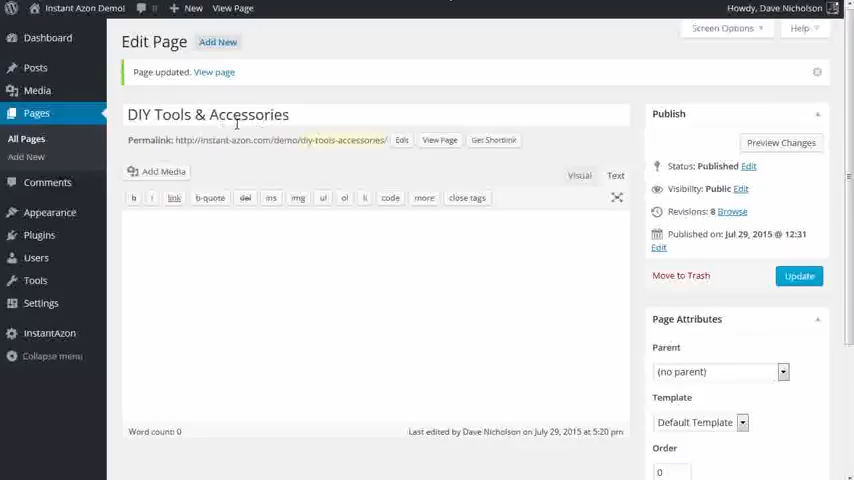 Instant Azon Demo! + New View Page Howdy, Dave Nicholson
Screen Options Help
Dashboard
Posts
Media
Pages
All Pages
Add New
Comments
Appearance
Plugins
Users
Tools
Settings
InstantAzon
Collapse menu
Edit Page Add New
Page updated. View page
DIY Tools & Accessories
Permalink: http://instant-azon.com/demo/diy-tools-accessories/ Edit View Page Get Shortlink
Add Media
Visual Text
b i link b-quote del ins img ul ol li code more close tags
Word count: 0 Last edited by Dave Nicholson on July 29, 2015 at 5:20 pm
Publish
Preview Changes
Status: Published Edit
Visibility: Public Edit
Revisions: 8 Browse
Published on: Jul 29, 2015 @ 12:31
Edit
Move to Trash Update
Page Attributes
Parent
(no parent)
Template
Default Template
Order
0